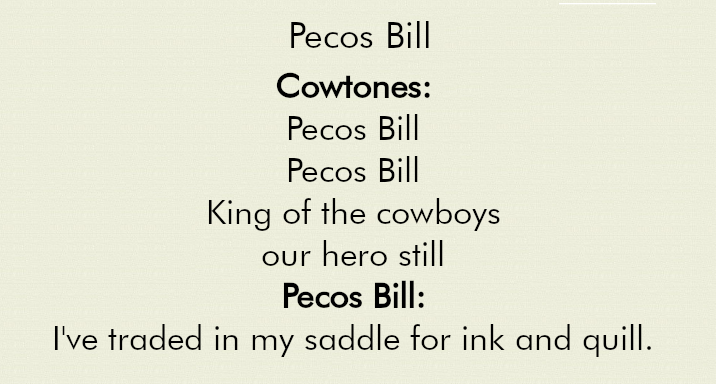 Pecos Bill
Cowtones:
Pecos Bill
Pecos Bill
King of the cowboys
our hero still
Pecos Bill:
I've traded in my saddle for ink and quill.